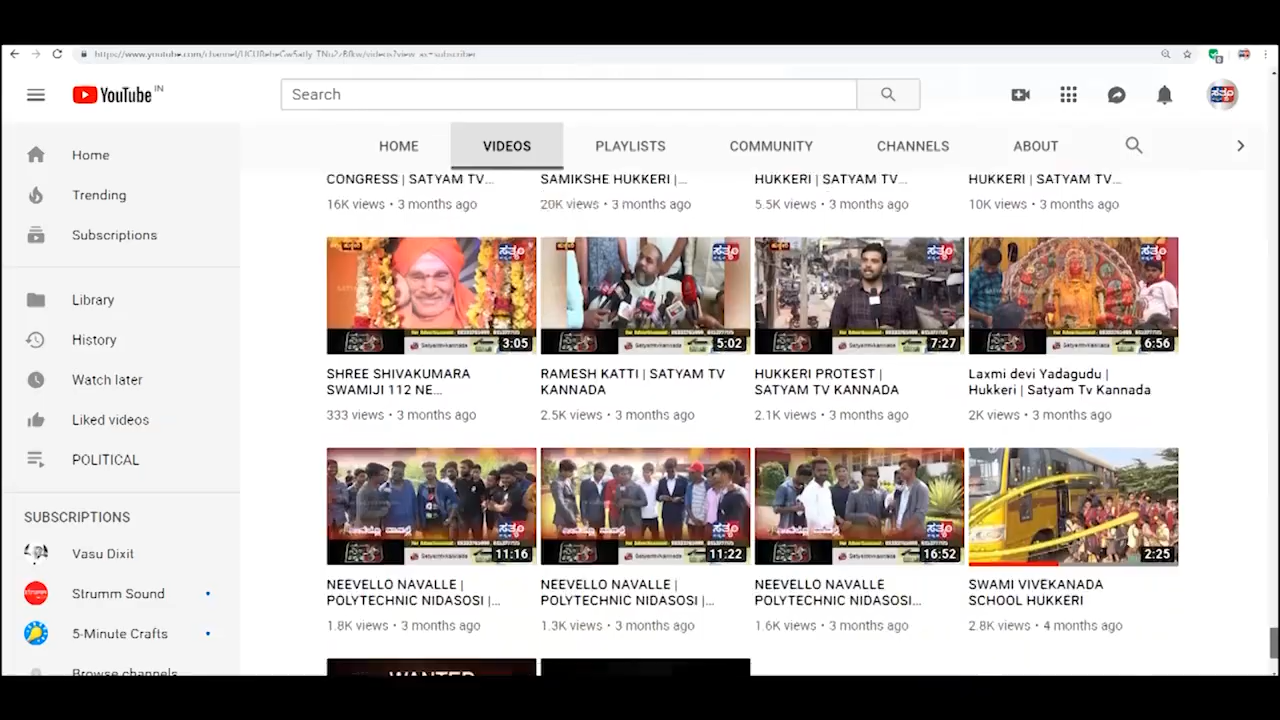 YouTube IN
Search
Home
Trending
Subscriptions
Library
History
Watch later
Liked videos
POLITICAL
SUBSCRIPTIONS
Vasu Dixit
Strumm Sound
5-Minute Crafts
Browse channels
HOME
VIDEOS
PLAYLISTS
COMMUNITY
CHANNELS
ABOUT
CONGRESS | SATYAM TV...
16K views • 3 months ago
SAMIKSHE HUKKERI |...
20K views • 3 months ago
HUKKERI | SATYAM TV...
5.5K views • 3 months ago
HUKKERI | SATYAM TV...
10K views • 3 months ago
3:05
SHREE SHIVAKUMARA
SWAMIJI 112 NE...
333 views • 3 months ago
5:02
RAMESH KATTI | SATYAM TV
KANNADA
2.5K views • 3 months ago
7:27
HUKKERI PROTEST |
SATYAM TV KANNADA
2.1K views • 3 months ago
6:56
Laxmi devi Yadagudu |
Hukkeri | Satyam Tv Kannada
2K views • 3 months ago
11:16
NEEVELLO NAVALLE |
POLYTECHNIC NIDASOSI |...
1.8K views • 3 months ago
11:22
NEEVELLO NAVALLE |
POLYTECHNIC NIDASOSI |...
1.3K views • 3 months ago
16:52
NEEVELLO NAVALLE
POLYTECHNIC NIDASOSI...
1.6K views • 3 months ago
2:25
SWAMI VIVEKANADA
SCHOOL HUKKERI
2.8K views • 4 months ago
WANTED